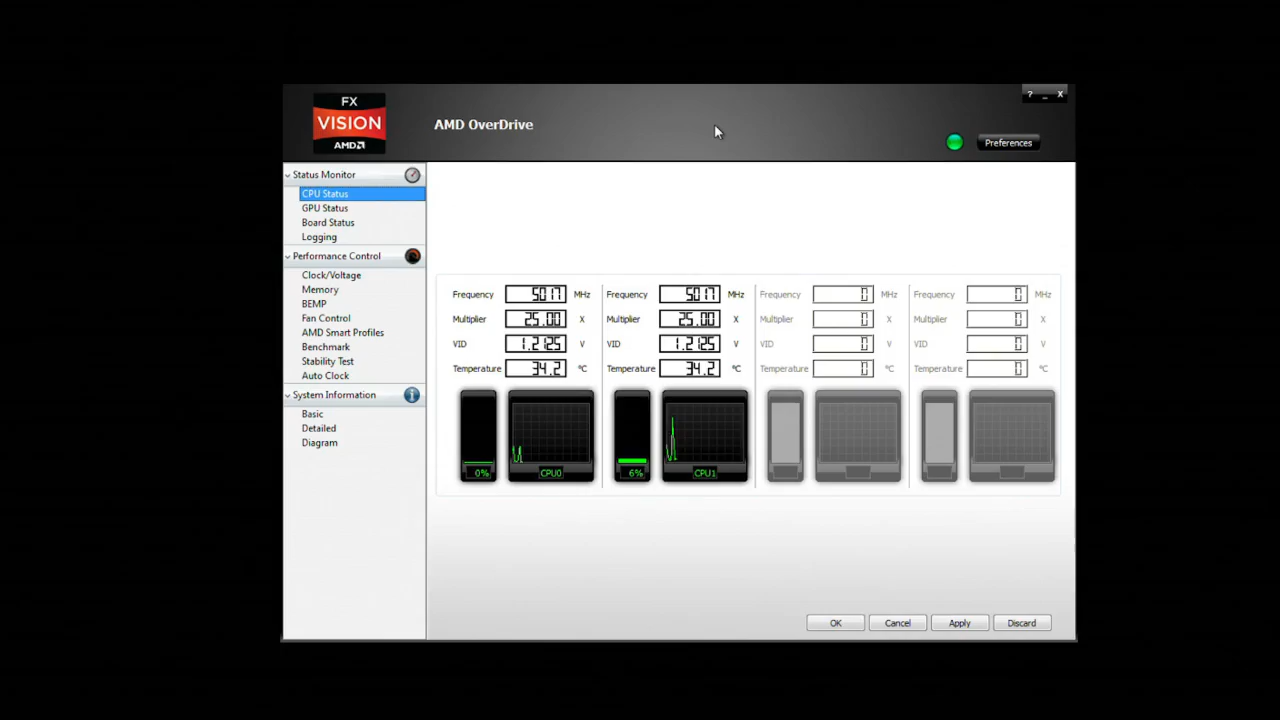 FX
VISION
AMD
AMD OverDrive
? _ X
Preferences
Status Monitor
CPU Status
GPU Status
Board Status
Logging
Performance Control
Clock/Voltage
Memory
BEMP
Fan Control
AMD Smart Profiles
Benchmark
Stability Test
Auto Clock
System Information
Basic
Detailed
Diagram
Frequency 5017 MHz Frequency 5017 MHz Frequency 0 MHz Frequency 0 MHz
Multiplier 25.00 X Multiplier 25.00 X Multiplier 0 X Multiplier 0 X
VID 1.2125 V VID 1.2125 V VID 0 V VID 0 V
Temperature 34.2 °C Temperature 34.2 °C Temperature 0 °C Temperature 0 °C
0% CPU0 6% CPU1
OK Cancel Apply Discard